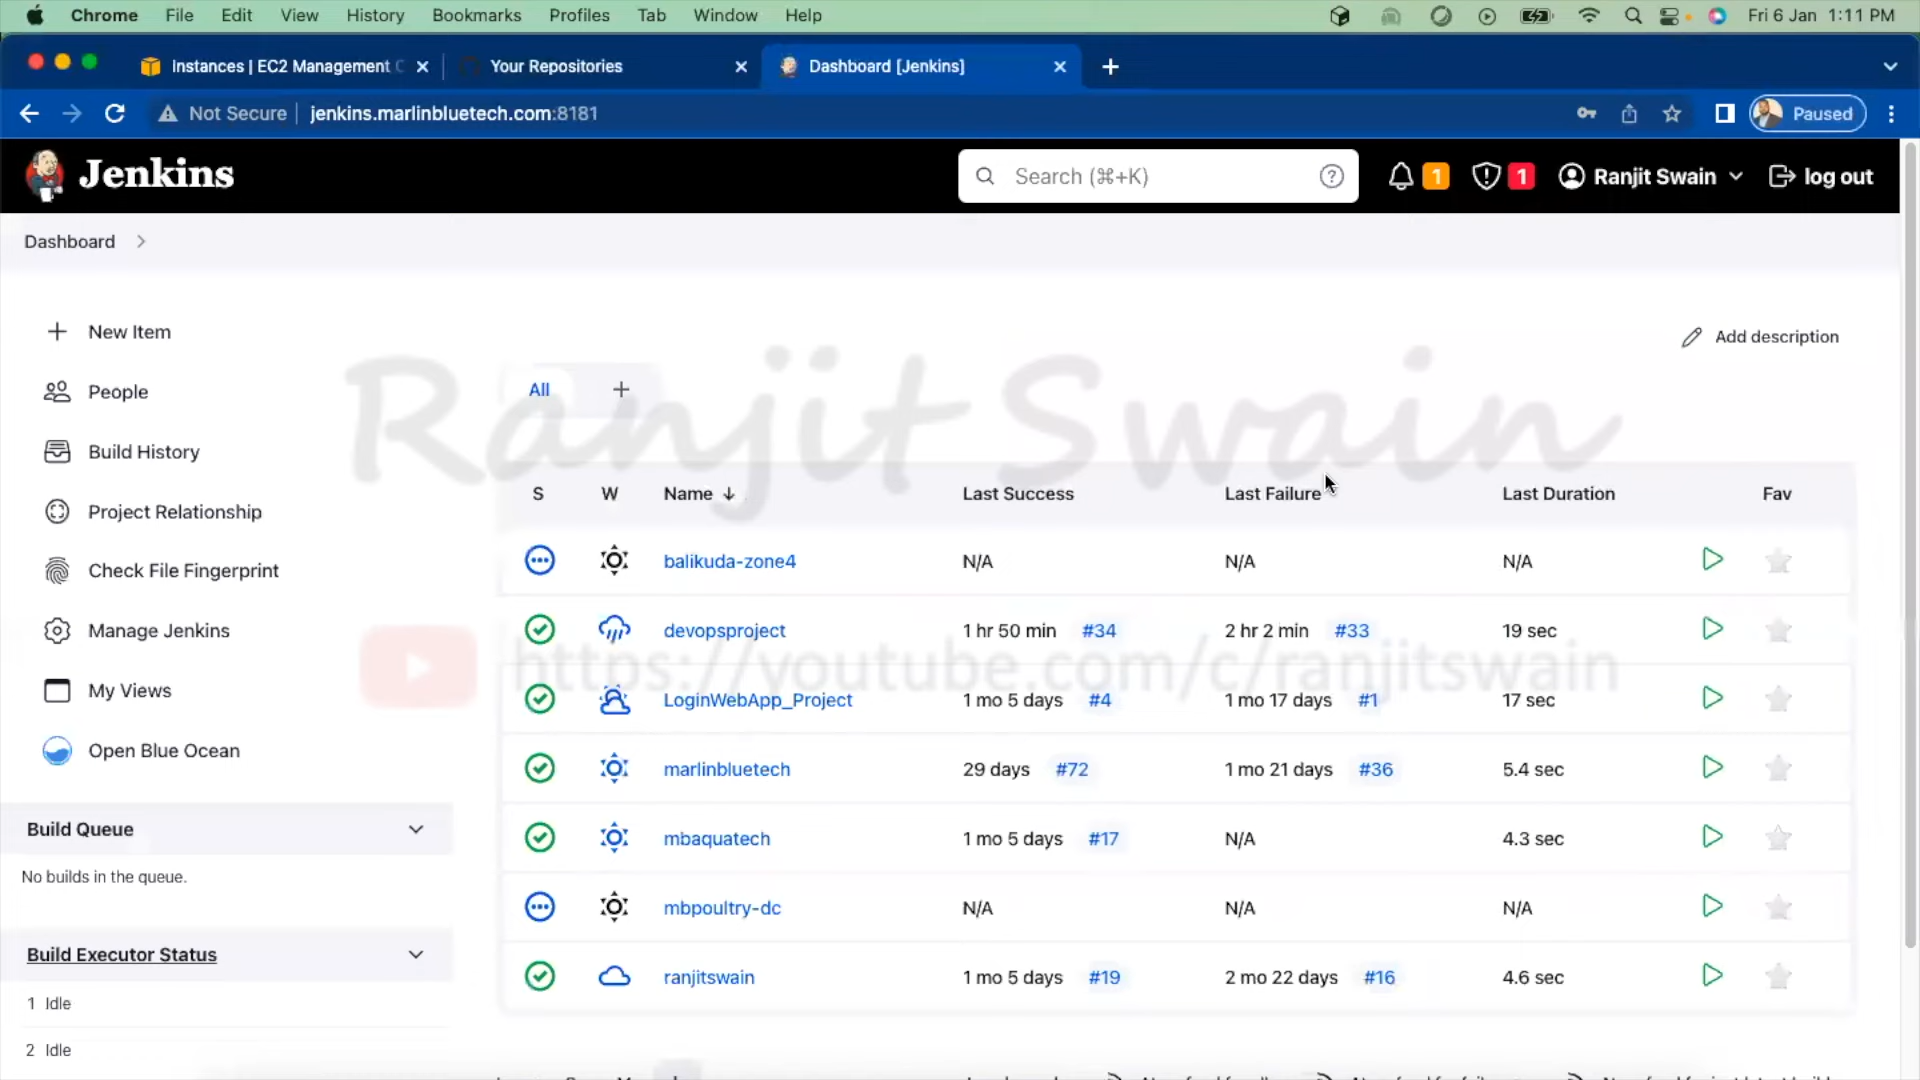 Chrome File Edit View History Bookmarks Profiles Tab Window Help Fri 6 Jan 1:11 PM
Instances | EC2 Management C Your Repositories Dashboard [Jenkins]
Not Secure jenkins.marlinbluetech.com:8181 Paused
Jenkins Search (⌘+K) 1 1 Ranjit Swain log out
Dashboard
New Item
Add description
People
All +
Ranjit Swain
Build History
S W Name ↓ Last Success Last Failure Last Duration Fav
Project Relationship
balikuda-zone4 N/A N/A N/A
Check File Fingerprint
Manage Jenkins
devopsproject 1 hr 50 min #34 2 hr 2 min #33 19 sec
https://youtube.com/c/ranjitswain
My Views
LoginWebApp_Project 1 mo 5 days #4 1 mo 17 days #1 17 sec
Open Blue Ocean
marlinbluetech 29 days #72 1 mo 21 days #36 5.4 sec
Build Queue
mbaquatech 1 mo 5 days #17 N/A 4.3 sec
No builds in the queue.
mbpoultry-dc N/A N/A N/A
Build Executor Status
ranjitswain 1 mo 5 days #19 2 mo 22 days #16 4.6 sec
1 Idle
2 Idle